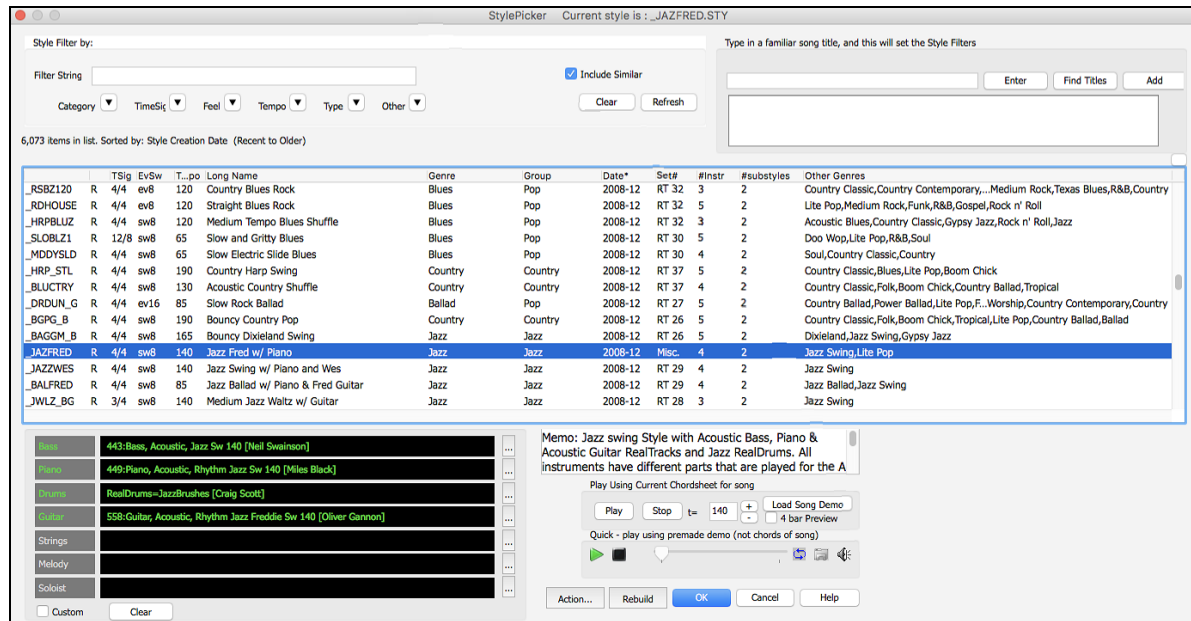 StylePicker Current style is : _JAZFRED.STY
Style Filter by:
Type in a familiar song title, and this will set the Style Filters
Filter String
Include Similar
Enter Find Titles Add
Category TimeSig Feel Tempo Type Other
Clear Refresh
6,073 items in list. Sorted by: Style Creation Date (Recent to Older)
TSig EvSw T...po Long Name Genre Group Date* Set# #Instr #substyles Other Genres
_RSBZ120 R 4/4 ev8 120 Country Blues Rock Blues Pop 2008-12 RT 32 3 2 Country Classic,Country Contemporary,...Medium Rock,Texas Blues,R&B,Country
_RDHOUSE R 4/4 ev8 120 Straight Blues Rock Blues Pop 2008-12 RT 32 5 2 Lite Pop,Medium Rock,Funk,R&B,Gospel,Rock n' Roll
_HRPBLUZ R 4/4 sw8 120 Medium Tempo Blues Shuffle Blues Pop 2008-12 RT 32 3 2 Acoustic Blues,Country Classic,Gypsy Jazz,Rock n' Roll,Jazz
_SLOBLZ1 R 12/8 sw8 65 Slow and Gritty Blues Blues Pop 2008-12 RT 30 5 2 Doo Wop,Lite Pop,R&B,Soul
_MDDYSLD R 4/4 sw8 65 Slow Electric Slide Blues Blues Pop 2008-12 RT 30 4 2 Soul,Country Classic,Country
_HRP_STL R 4/4 sw8 190 Country Harp Swing Country Country 2008-12 RT 37 5 2 Country Classic,Blues,Lite Pop,Boom Chick
_BLUCTRY R 4/4 sw8 130 Acoustic Country Shuffle Country Country 2008-12 RT 37 4 2 Country Classic,Folk,Boom Chick,Country Ballad,Tropical
_DRDUN_G R 4/4 ev16 85 Slow Rock Ballad Ballad Pop 2008-12 RT 27 5 2 Country Ballad,Power Ballad,Lite Pop,F...Worship,Country Contemporary,Country
_BGPG_B R 4/4 sw8 190 Bouncy Country Pop Country Country 2008-12 RT 26 5 2 Country Classic,Folk,Boom Chick,Tropical,Lite Pop,Country Ballad,Ballad
_BAGGM_B R 4/4 sw8 165 Bouncy Dixieland Swing Jazz Jazz 2008-12 RT 26 5 2 Dixieland,Jazz Swing,Gypsy Jazz
_JAZFRED R 4/4 sw8 140 Jazz Fred w/ Piano Jazz Jazz 2008-12 Misc. 4 2 Jazz Swing,Lite Pop
_JAZZWES R 4/4 sw8 140 Jazz Swing w/ Piano and Wes Jazz Jazz 2008-12 RT 29 4 2 Jazz Swing
_BALFRED R 4/4 sw8 85 Jazz Ballad w/ Piano & Fred Guitar Jazz Jazz 2008-12 RT 29 4 2 Jazz Ballad,Jazz Swing
_JWLZ_BG R 3/4 sw8 140 Medium Jazz Waltz w/ Guitar Jazz Jazz 2008-12 RT 28 3 2 Jazz Swing
Bass 443:Bass, Acoustic, Jazz Sw 140 [Neil Swainson] ...
Piano 449:Piano, Acoustic, Rhythm Jazz Sw 140 [Miles Black] ...
Drums RealDrums=JazzBrushes [Craig Scott] ...
Guitar 558:Guitar, Acoustic, Rhythm Jazz Freddie Sw 140 [Oliver Gannon] ...
Strings ...
Melody ...
Soloist ...
Custom Clear
Memo: Jazz swing Style with Acoustic Bass, Piano &
Acoustic Guitar RealTracks and Jazz RealDrums. All
instruments have different parts that are played for the A
Play Using Current Chordsheet for song
Play Stop t= 140 + - Load Song Demo
4 bar Preview
Quick - play using premade demo (not chords of song)
Action... Rebuild OK Cancel Help